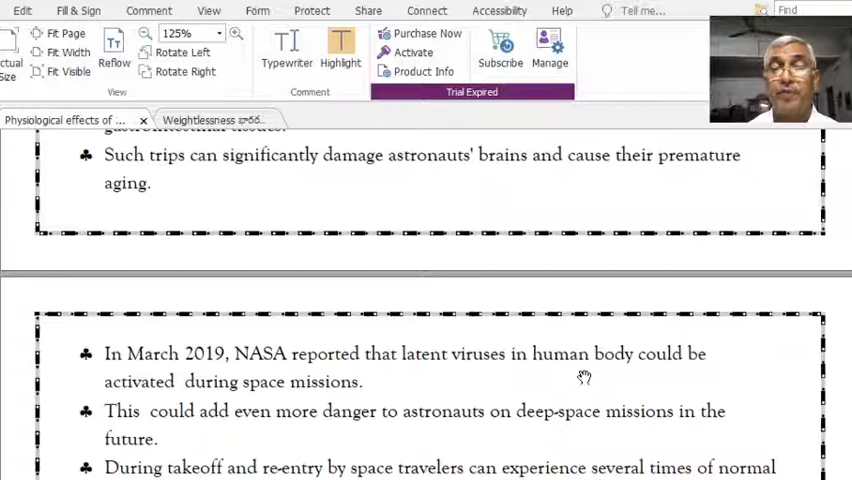 Edit Fill & Sign Comment View Form Protect Share Connect Accessibility Help Tell me... Find
Fit Page
125%
Purchase Now
Fit Width
Rotate Left
Activate
Size
Reflow
Typewriter Highlight
Subscribe Manage
Fit Visible
Rotate Right
Product Info
View
Comment
Trial Expired
Physiological effects of ...
Weightlessness
Such trips can significantly damage astronauts' brains and cause their premature
aging.
In March 2019, NASA reported that latent viruses in human body could be
activated during space missions.
This could add even more danger to astronauts on deep-space missions in the
future.
During takeoff and re-entry by space travelers can experience several times of normal